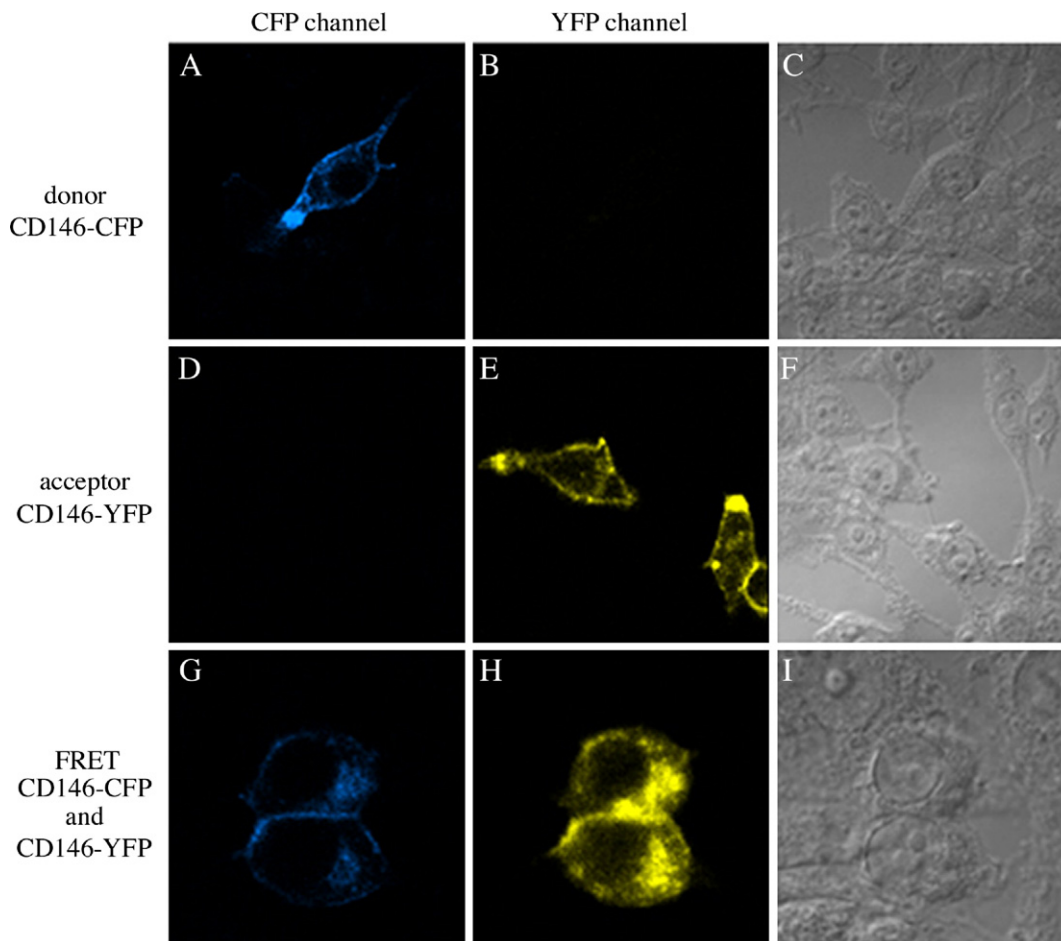 CFP channel
YFP channel
A
B
C
donor
CD146-CFP
D
E
F
acceptor
CD146-YFP
G
H
I
FRET
CD146-CFP
and
CD146-YFP